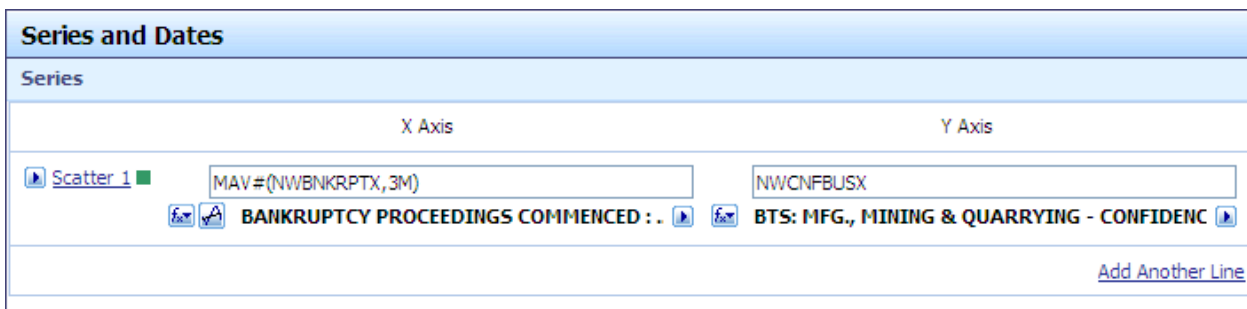 Series and Dates
Series
X Axis Y Axis
Scatter 1 MAV#(NWBNKRPTX,3M) NWCNFBUSX
BANKRUPTCY PROCEEDINGS COMMENCED : . BTS: MFG., MINING & QUARRYING - CONFIDENC
Add Another Line